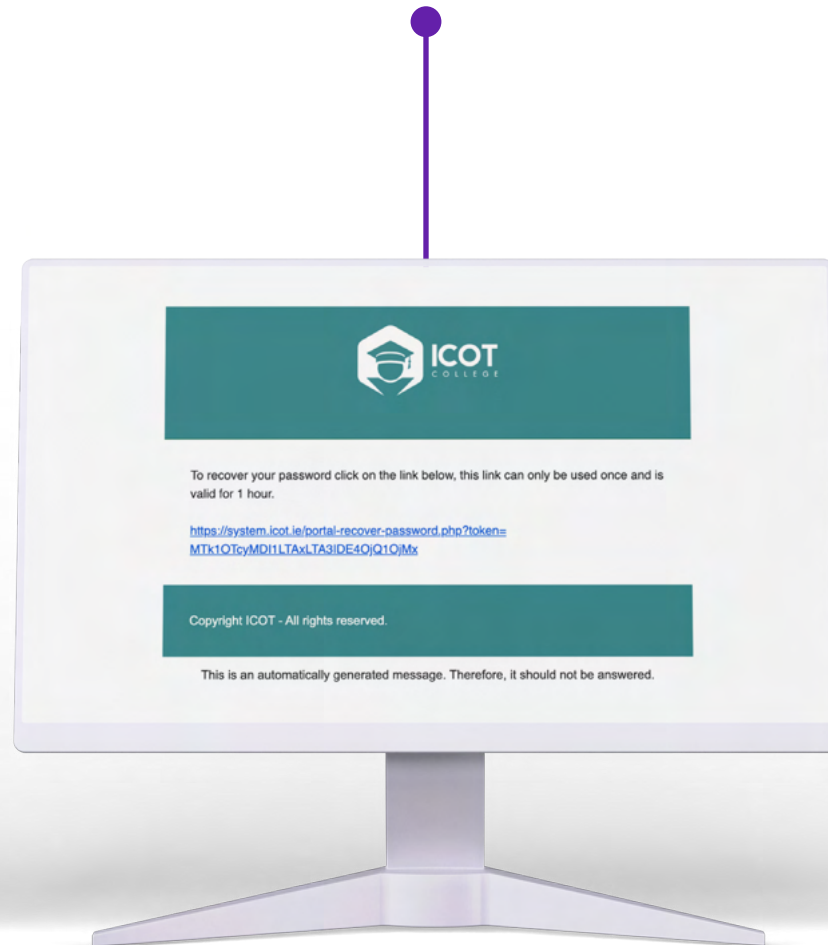 ICOT
COLLEGE
To recover your password click on the link below, this link can only be used once and is
valid for 1 hour.
https://system.icot.ie/portal-recover-password.php?token=
MTk1OTcyMDI1LTAxLTA3IDE4OjQ1OjMx
Copyright ICOT - All rights reserved.
This is an automatically generated message. Therefore, it should not be answered.